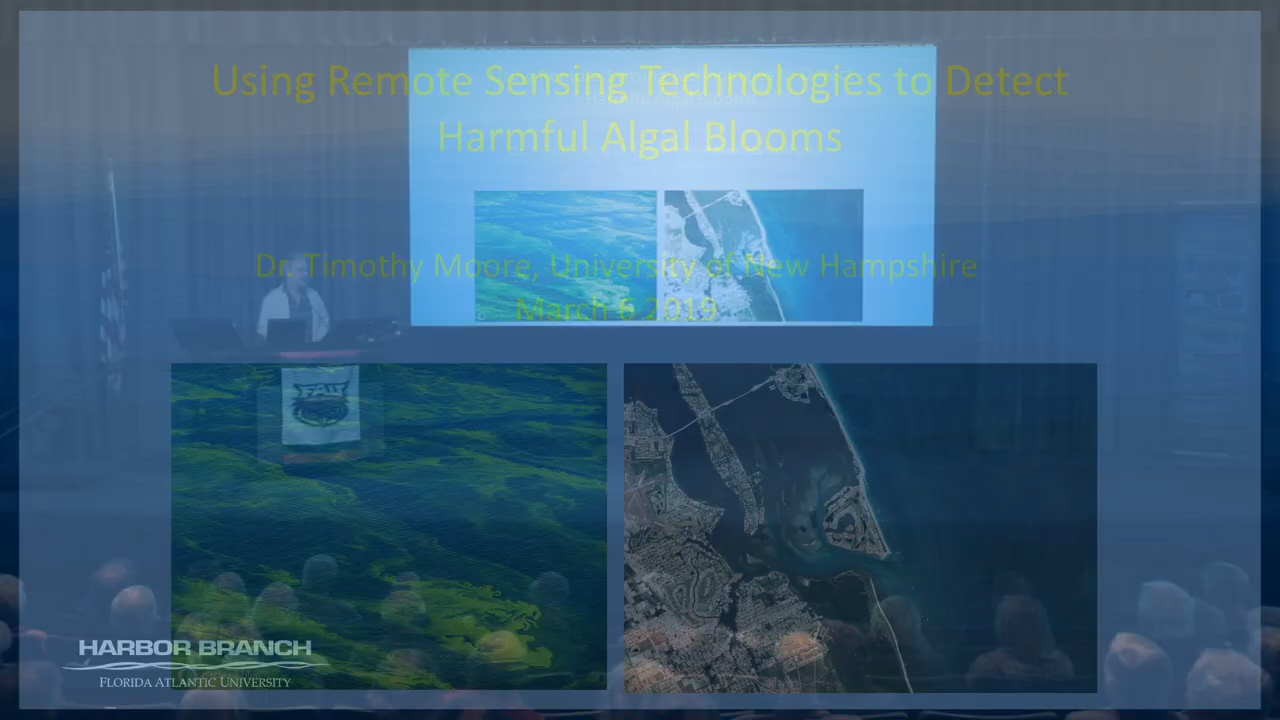 Using Remote Sensing Technologies to Detect
Harmful Algal Blooms
Dr. Timothy Moore, University of New Hampshire
March 6 2019
FAU
HARBOR BRANCH
FLORIDA ATLANTIC UNIVERSITY